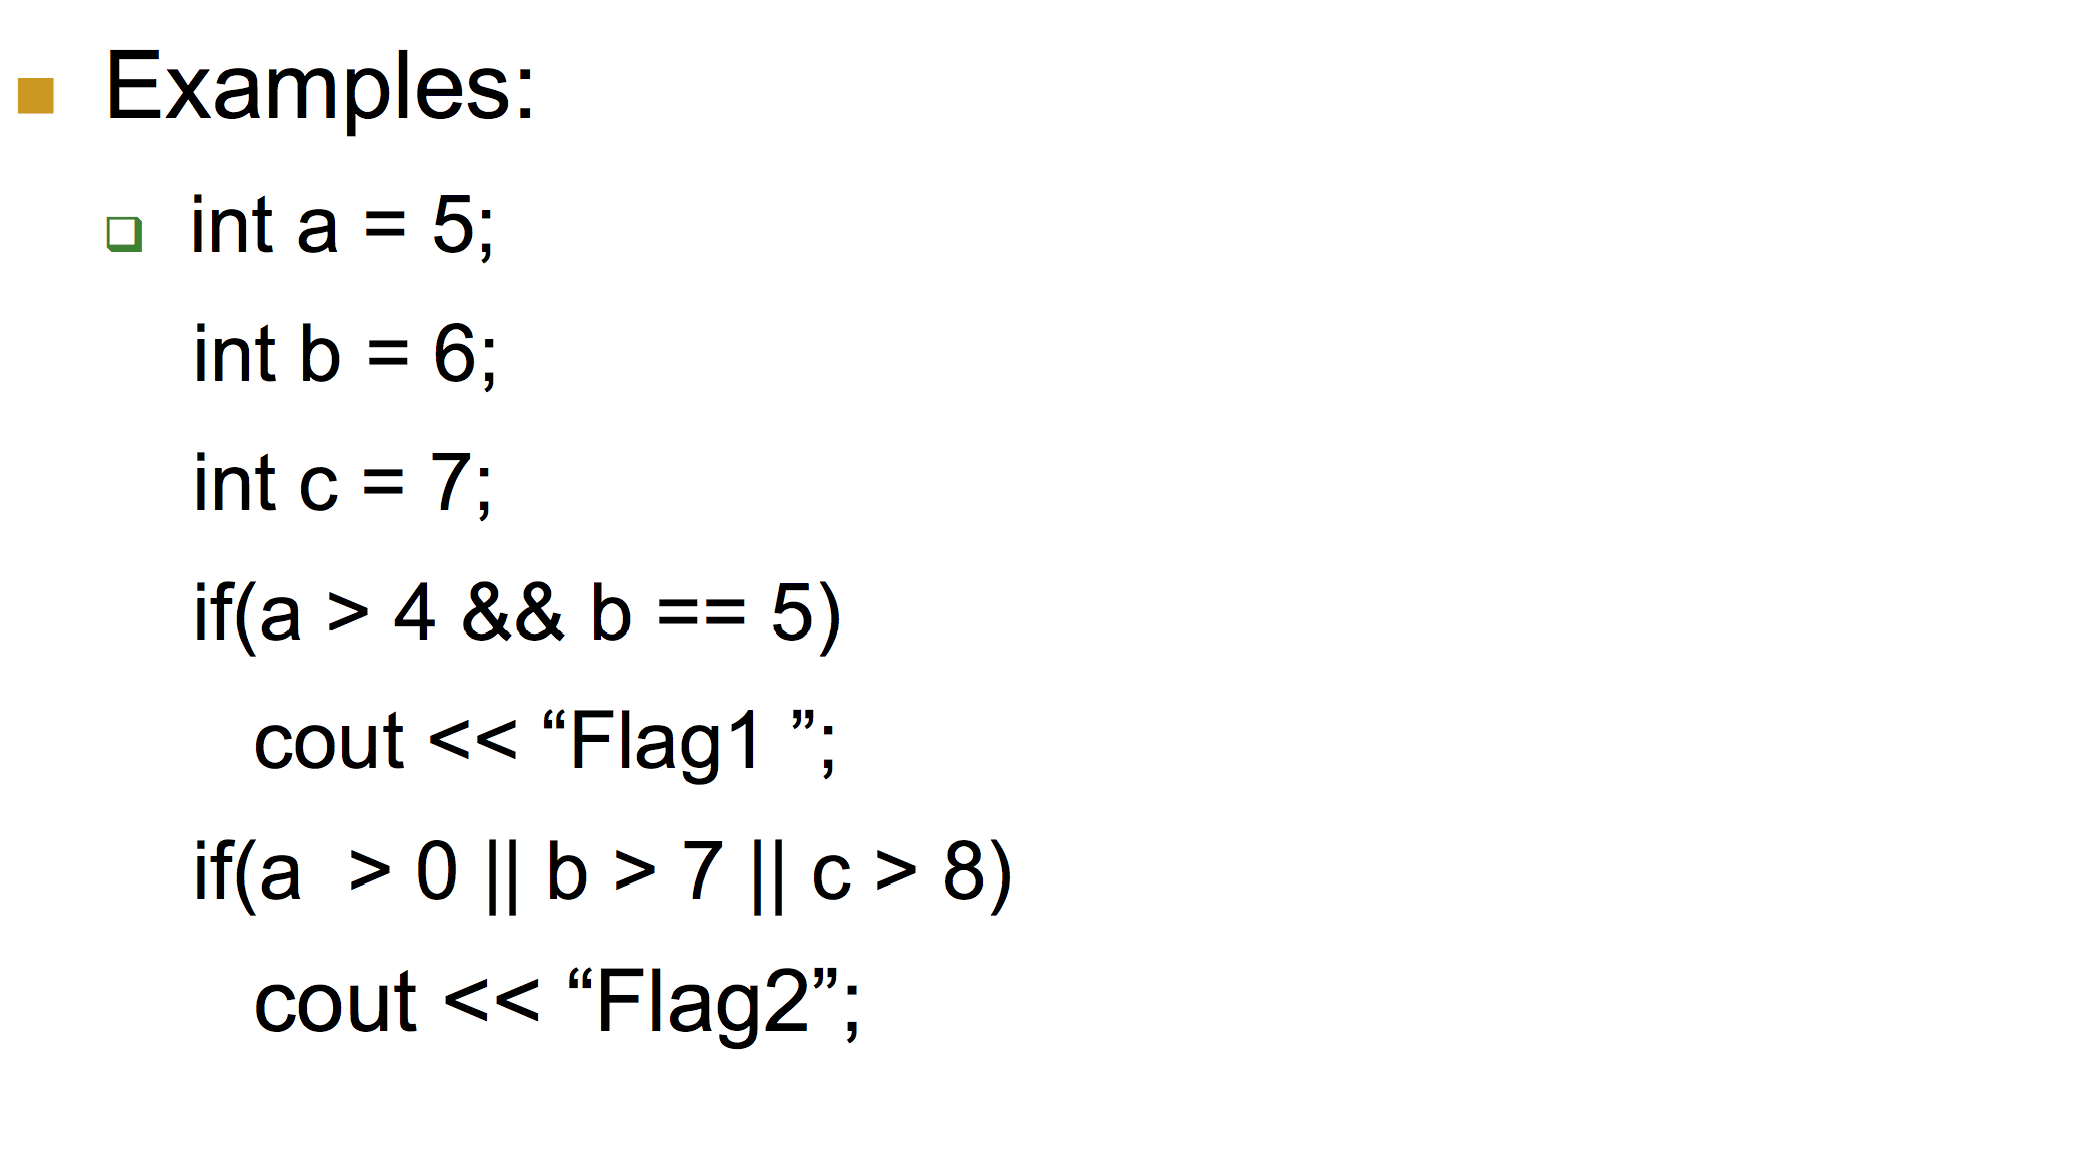 Examples:
int a = 5;
int b = 6;
int c = 7;
if(a > 4 && b == 5)
cout << “Flag1 ”;
if(a  > 0 || b > 7 || c > 8)
cout << “Flag2”;